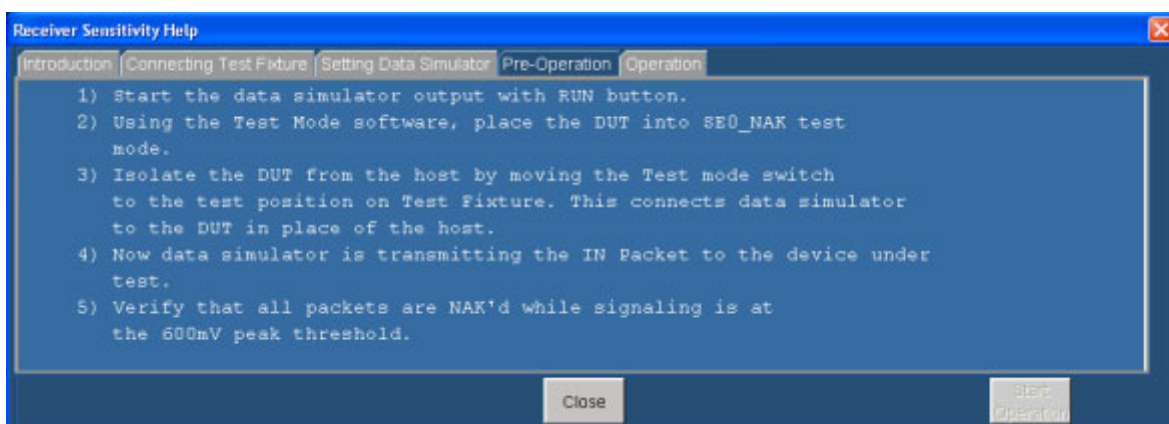 Receiver Sensitivity Help
Introduction Connecting Test Fixture Setting Data Simulator Pre-Operation Operation
1) Start the data simulator output with RUN button.
2) Using the Test Mode software, place the DUT into SE0_NAK test
mode.
3) Isolate the DUT from the host by moving the Test mode switch
to the test position on Test Fixture. This connects data simulator
to the DUT in place of the host.
4) Now data simulator is transmitting the IN Packet to the device under
test.
5) Verify that all packets are NAK'd while signaling is at
the 600mV peak threshold.
Close
Start
Operation